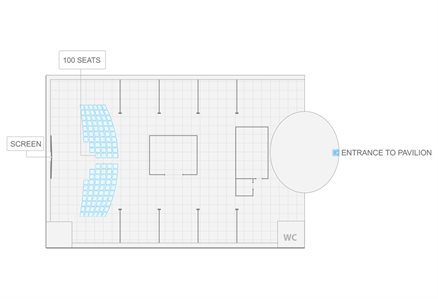 100 SEATS
SCREEN
ENTRANCE TO PAVILION
WC